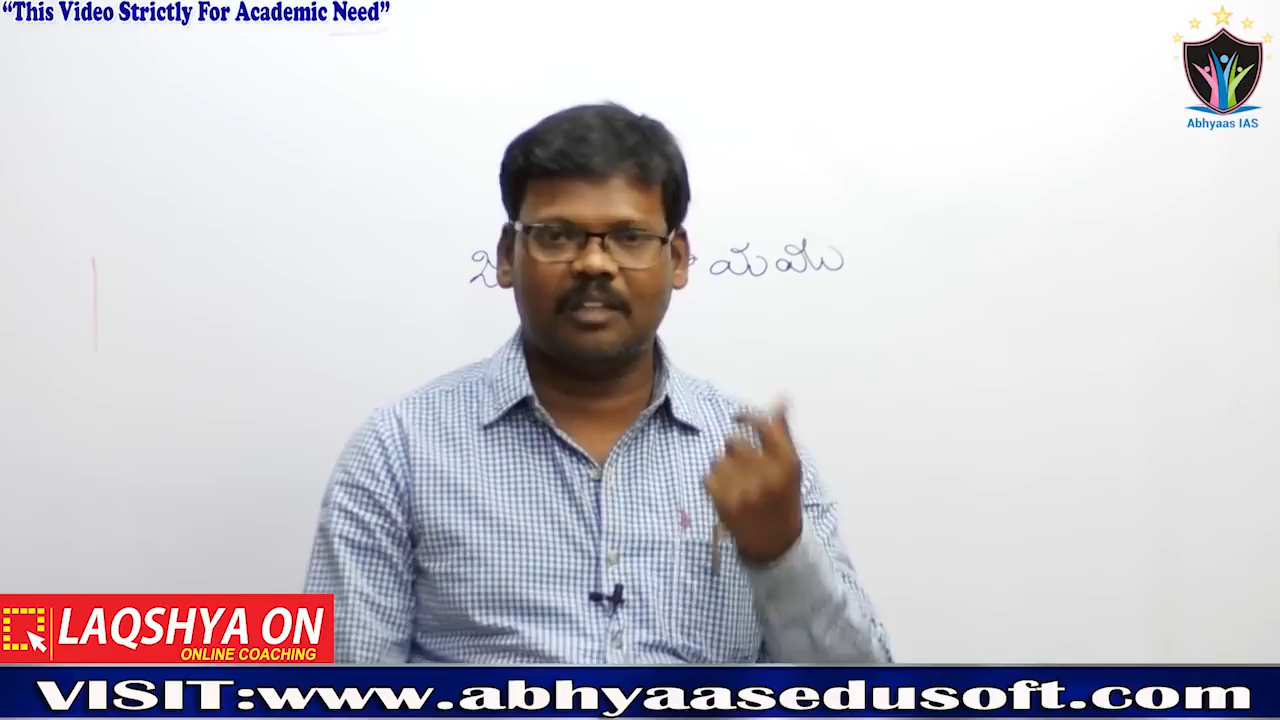 “This Video Strictly For Academic Need”
Abhyaas IAS
LAQSHYA ON
ONLINE COACHING
VISIT:www.abhyaasedusoft.com